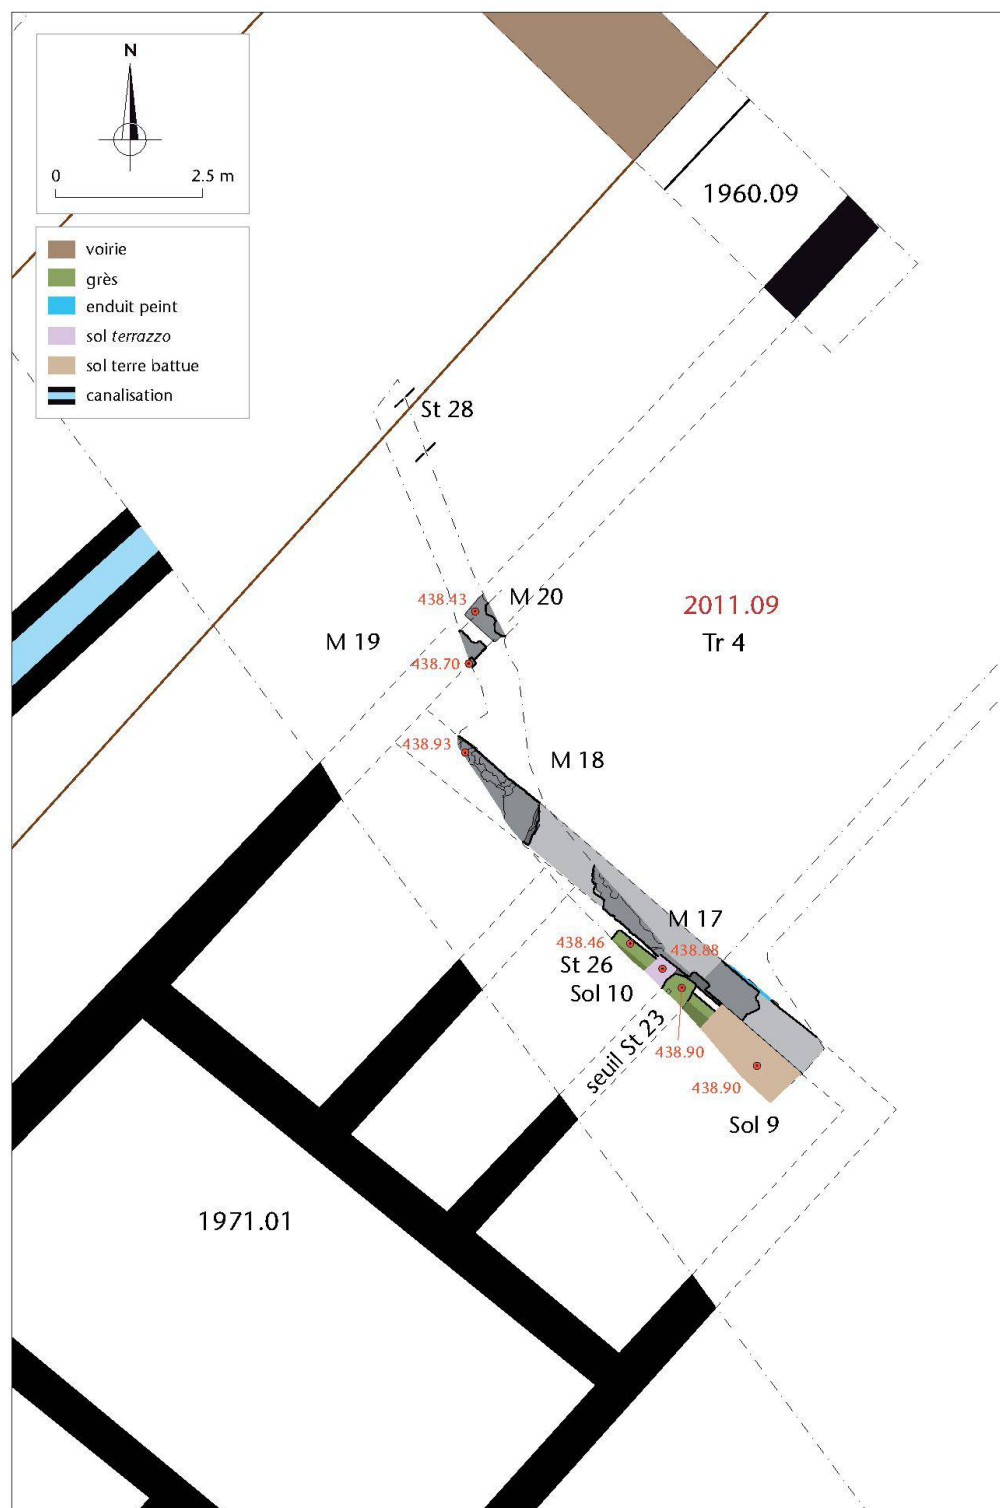 N
0 2.5 m
voirie
grès
enduit peint
sol terrazzo
sol terre battue
canalisation
1960.09
St 28
438.43
M 20
2011.09
M 19
Tr 4
438.70
438.93
M 18
M 17
438.46
438.88
St 26
Sol 10
seuil St 23
438.90
438.90
Sol 9
1971.01